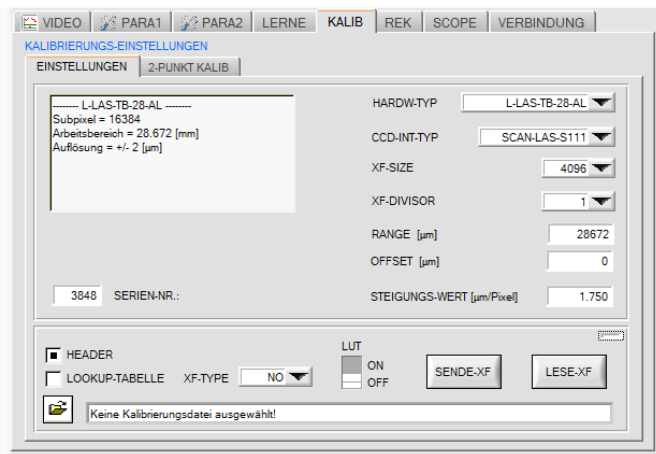 VIDEO PARA1 PARA2 LERNE KALIB REK SCOPE VERBINDUNG
KALIBRIERUNGS-EINSTELLUNGEN
EINSTELLUNGEN 2-PUNKT KALIB
-------- L-LAS-TB-28-AL --------
Subpixel = 16384
Arbeitsbereich = 28.672 [mm]
Auflösung = +/- 2 [µm]
HARDW-TYP L-LAS-TB-28-AL
CCD-INT-TYP SCAN-LAS-S111
XF-SIZE 4096
XF-DIVISOR 1
RANGE [µm] 28672
OFFSET [µm] 0
3848 SERIEN-NR.: STEIGUNGS-WERT [µm/Pixel] 1.750
HEADER
LOOKUP-TABELLE XF-TYPE NO
LUT
ON
OFF
SENDE-XF LESE-XF
Keine Kalibrierungsdatei ausgewählt!